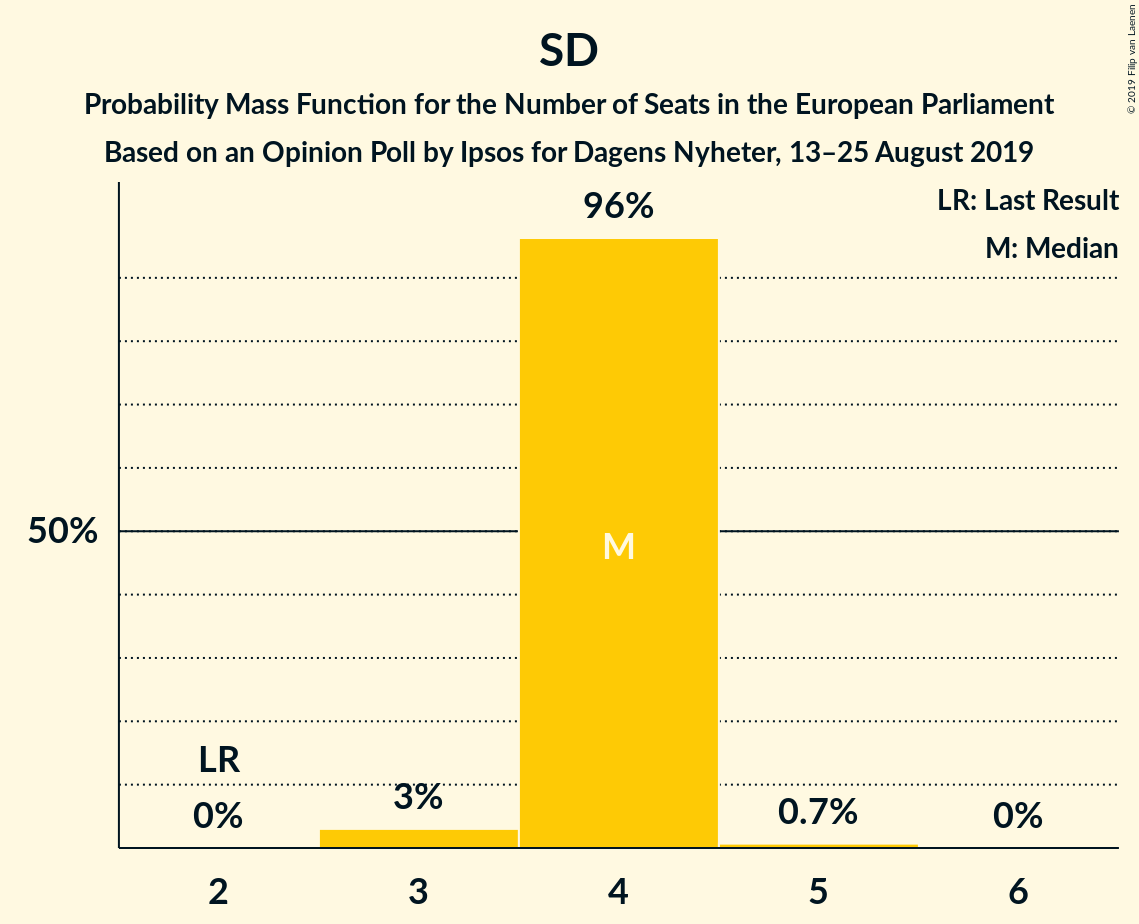 SD
Probability Mass Function for the Number of Seats in the European Parliament
Based on an Opinion Poll by Ipsos for Dagens Nyheter, 13–25 August 2019
© 2019 Filip van Laenen
LR: Last Result
M: Median
96%
50%
M
LR
0%
3%
0.7%
0%
2 3 4 5 6